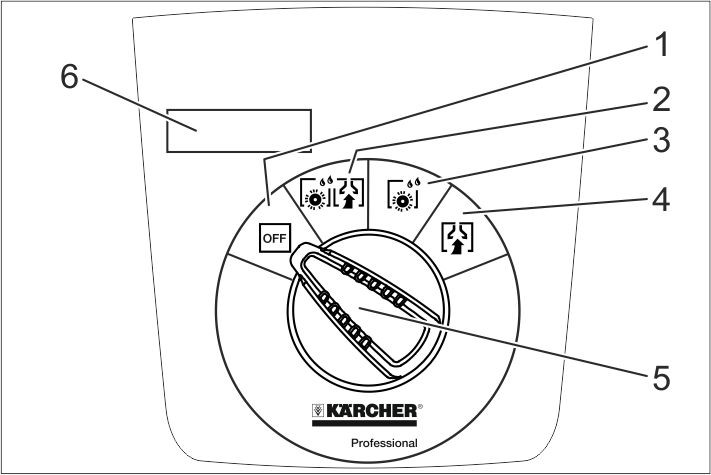 1
6
2
3
4
OFF
5
KÄRCHER®
Professional